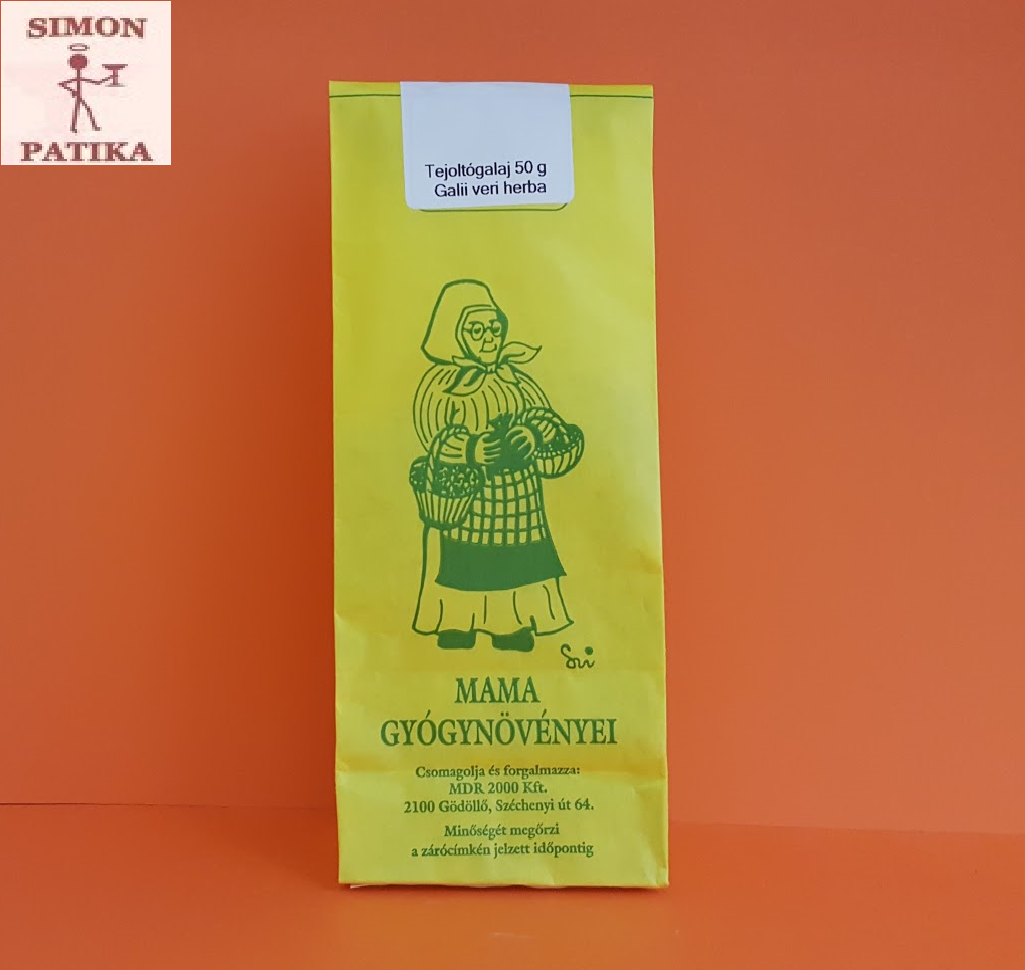 SIMON
PATIKA
Tejoltógalaj 50 g
Galii veri herba
MAMA
GYÓGYNÖVÉNYEI
Csomagolja és forgalmazza:
MDR 2000 Kft.
2100 Gödöllő, Széchenyi út 64.
Minőségét megőrzi
a zárócímkén jelzett időpontig